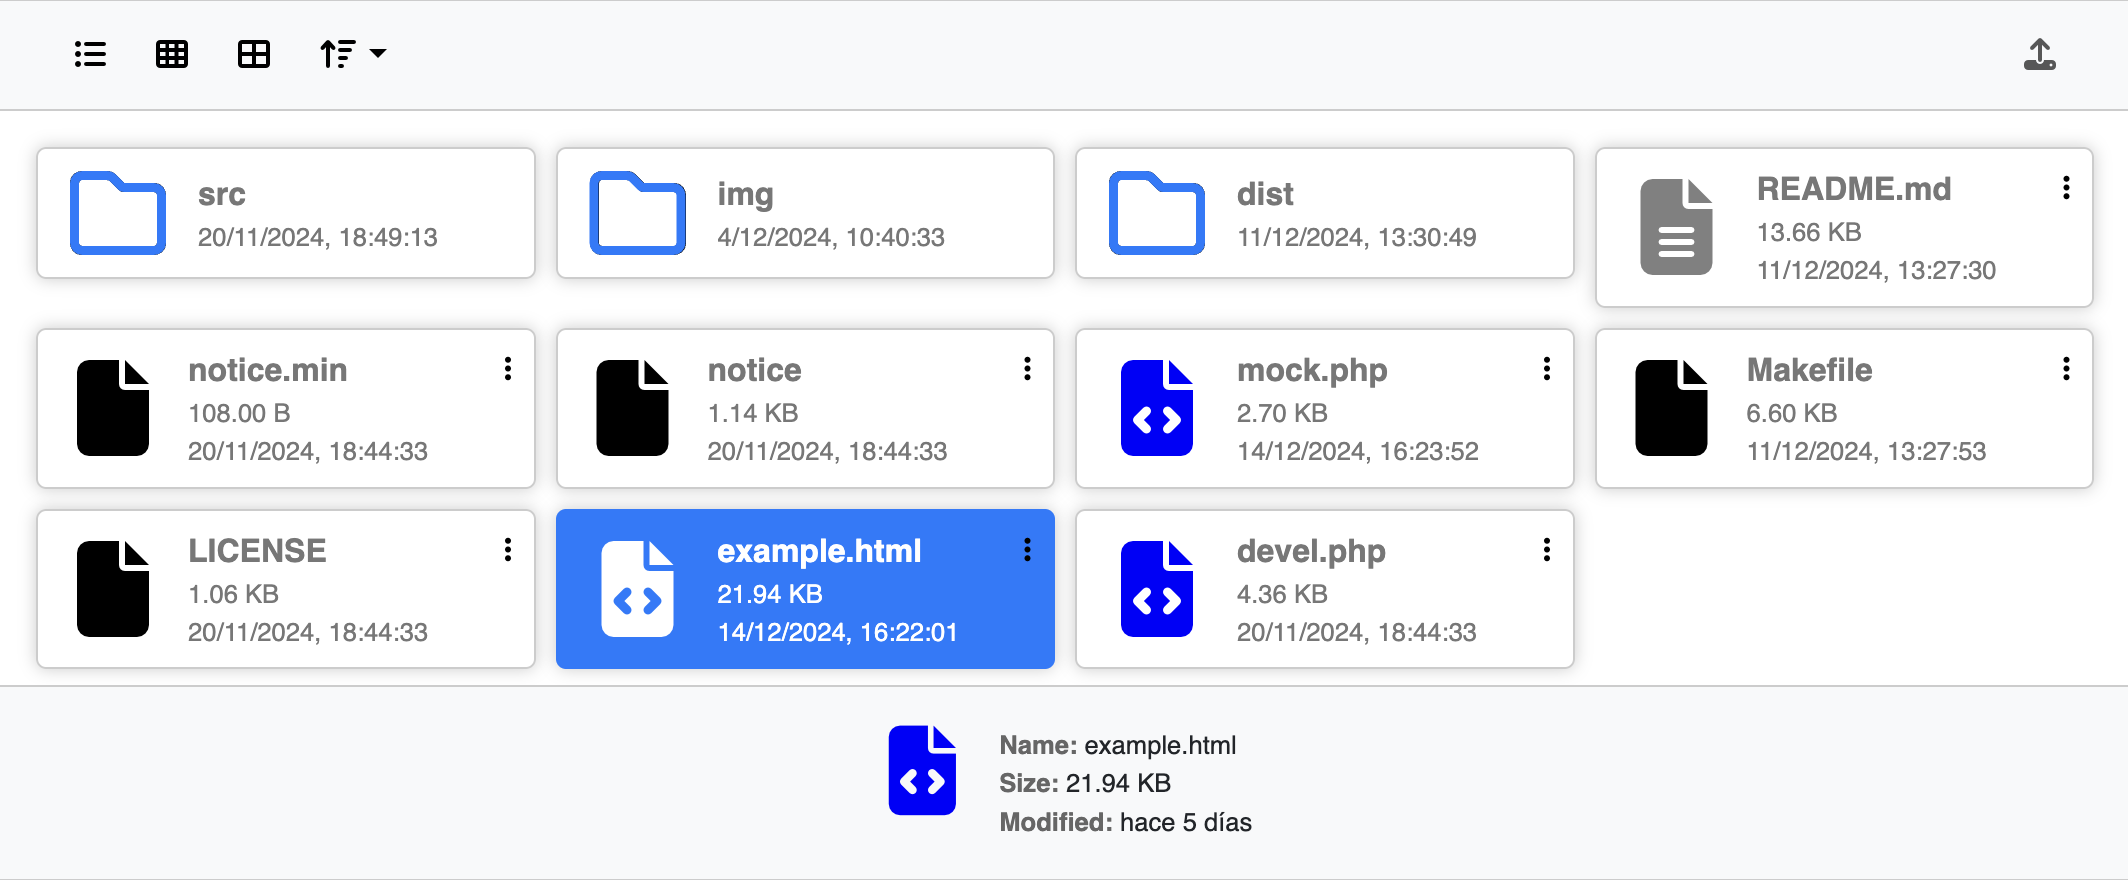 src
20/11/2024, 18:49:13
img
4/12/2024, 10:40:33
dist
11/12/2024, 13:30:49
README.md
13.66 KB
11/12/2024, 13:27:30
notice.min
108.00 B
20/11/2024, 18:44:33
notice
1.14 KB
20/11/2024, 18:44:33
mock.php
2.70 KB
14/12/2024, 16:23:52
Makefile
6.60 KB
11/12/2024, 13:27:53
LICENSE
1.06 KB
20/11/2024, 18:44:33
example.html
21.94 KB
14/12/2024, 16:22:01
devel.php
4.36 KB
20/11/2024, 18:44:33
Name: example.html
Size: 21.94 KB
Modified: hace 5 días